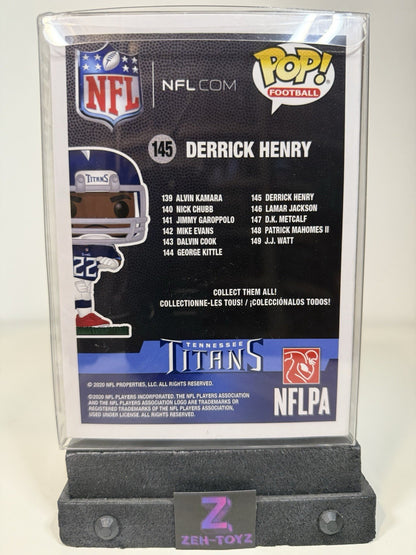 NFL
NFL.COM
POP!
FOOTBALL
145 DERRICK HENRY
TITANS
22
139 ALVIN KAMARA
140 NICK CHUBB
141 JIMMY GAROPPOLO
142 MIKE EVANS
143 DALVIN COOK
144 GEORGE KITTLE
145 DERRICK HENRY
146 LAMAR JACKSON
147 D.K. METCALF
148 PATRICK MAHOMES II
149 J.J. WATT
COLLECT THEM ALL!
COLLECTIONNE-LES TOUS! / ¡COLECCIÓNALOS TODOS!
TENNESSEE
TITANS
© 2020 NFL PROPERTIES, LLC. ALL RIGHTS RESERVED.
©2020 NFL PLAYERS INCORPORATED. THE NFL PLAYERS ASSOCIATION
AND THE NFL PLAYERS ASSOCIATION LOGO ARE TRADEMARKS OR
REGISTERED TRADEMARKS OF THE NFL PLAYERS ASSOCIATION,
USED UNDER LICENSE. ALL RIGHTS RESERVED.
NFLPA
Z
ZEH-TOYZ